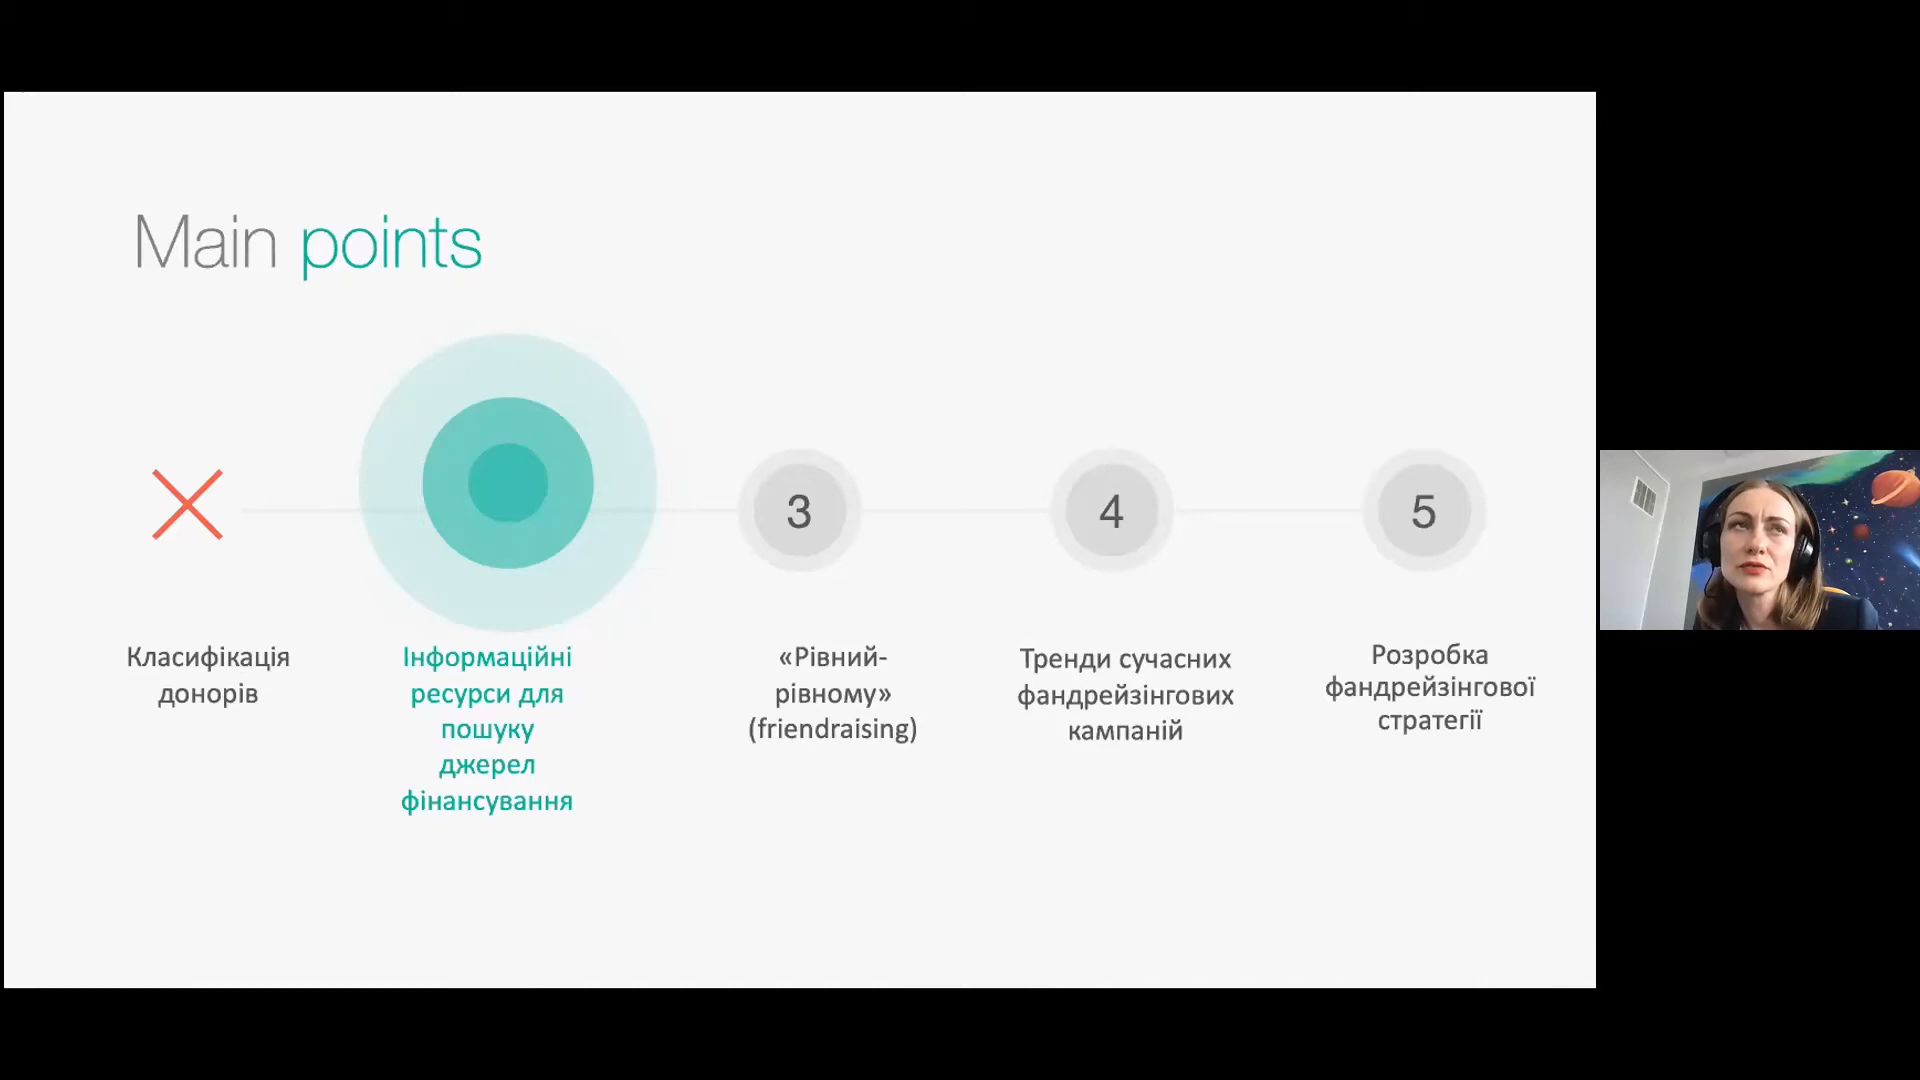 Main points
3
4
5
Класифікація
донорів
Інформаційні
ресурси для
пошуку
джерел
фінансування
«Рівний-
рівному»
(friendraising)
Тренди сучасних
фандрейзінгових
кампаній
Розробка
фандрейзінгової
стратегії